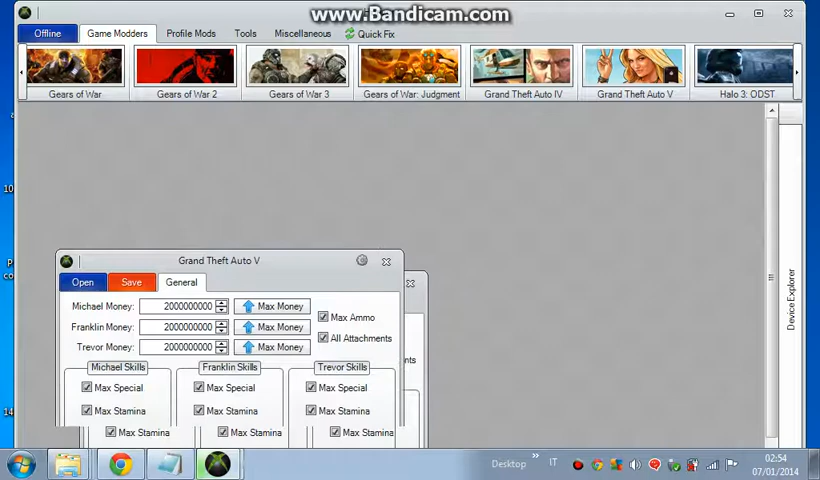 www.Bandicam.com
Offline Game Modders Profile Mods Tools Miscellaneous Quick Fix
Gears of War Gears of War 2 Gears of War 3 Gears of War: Judgment Grand Theft Auto IV Grand Theft Auto V Halo 3: ODST
Device Explorer
Grand Theft Auto V
Open Save General
Michael Money: 2000000000 Max Money
Max Ammo
Franklin Money: 2000000000 Max Money
All Attachments
Trevor Money: 2000000000 Max Money
nts
Michael Skills Franklin Skills Trevor Skills
Max Special Max Special Max Special
Max Stamina Max Stamina Max Stamina
Max Stamina Max Stamina Max Stamina
10
14
Desktop IT 02:54
07/01/2014